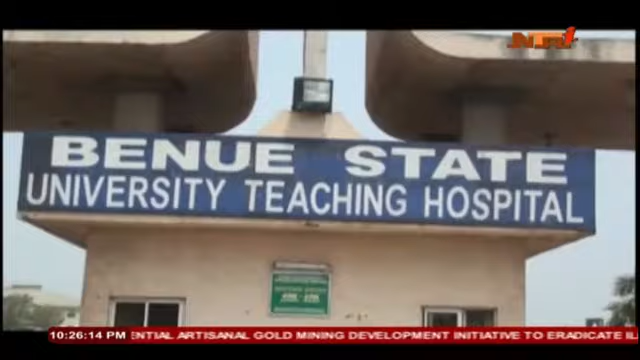 NTA
BENUE STATE
UNIVERSITY TEACHING HOSPITAL
10:26:14 PM
ENTIAL ARTISANAL GOLD MINING DEVELOPMENT INITIATIVE TO ERADICATE IL